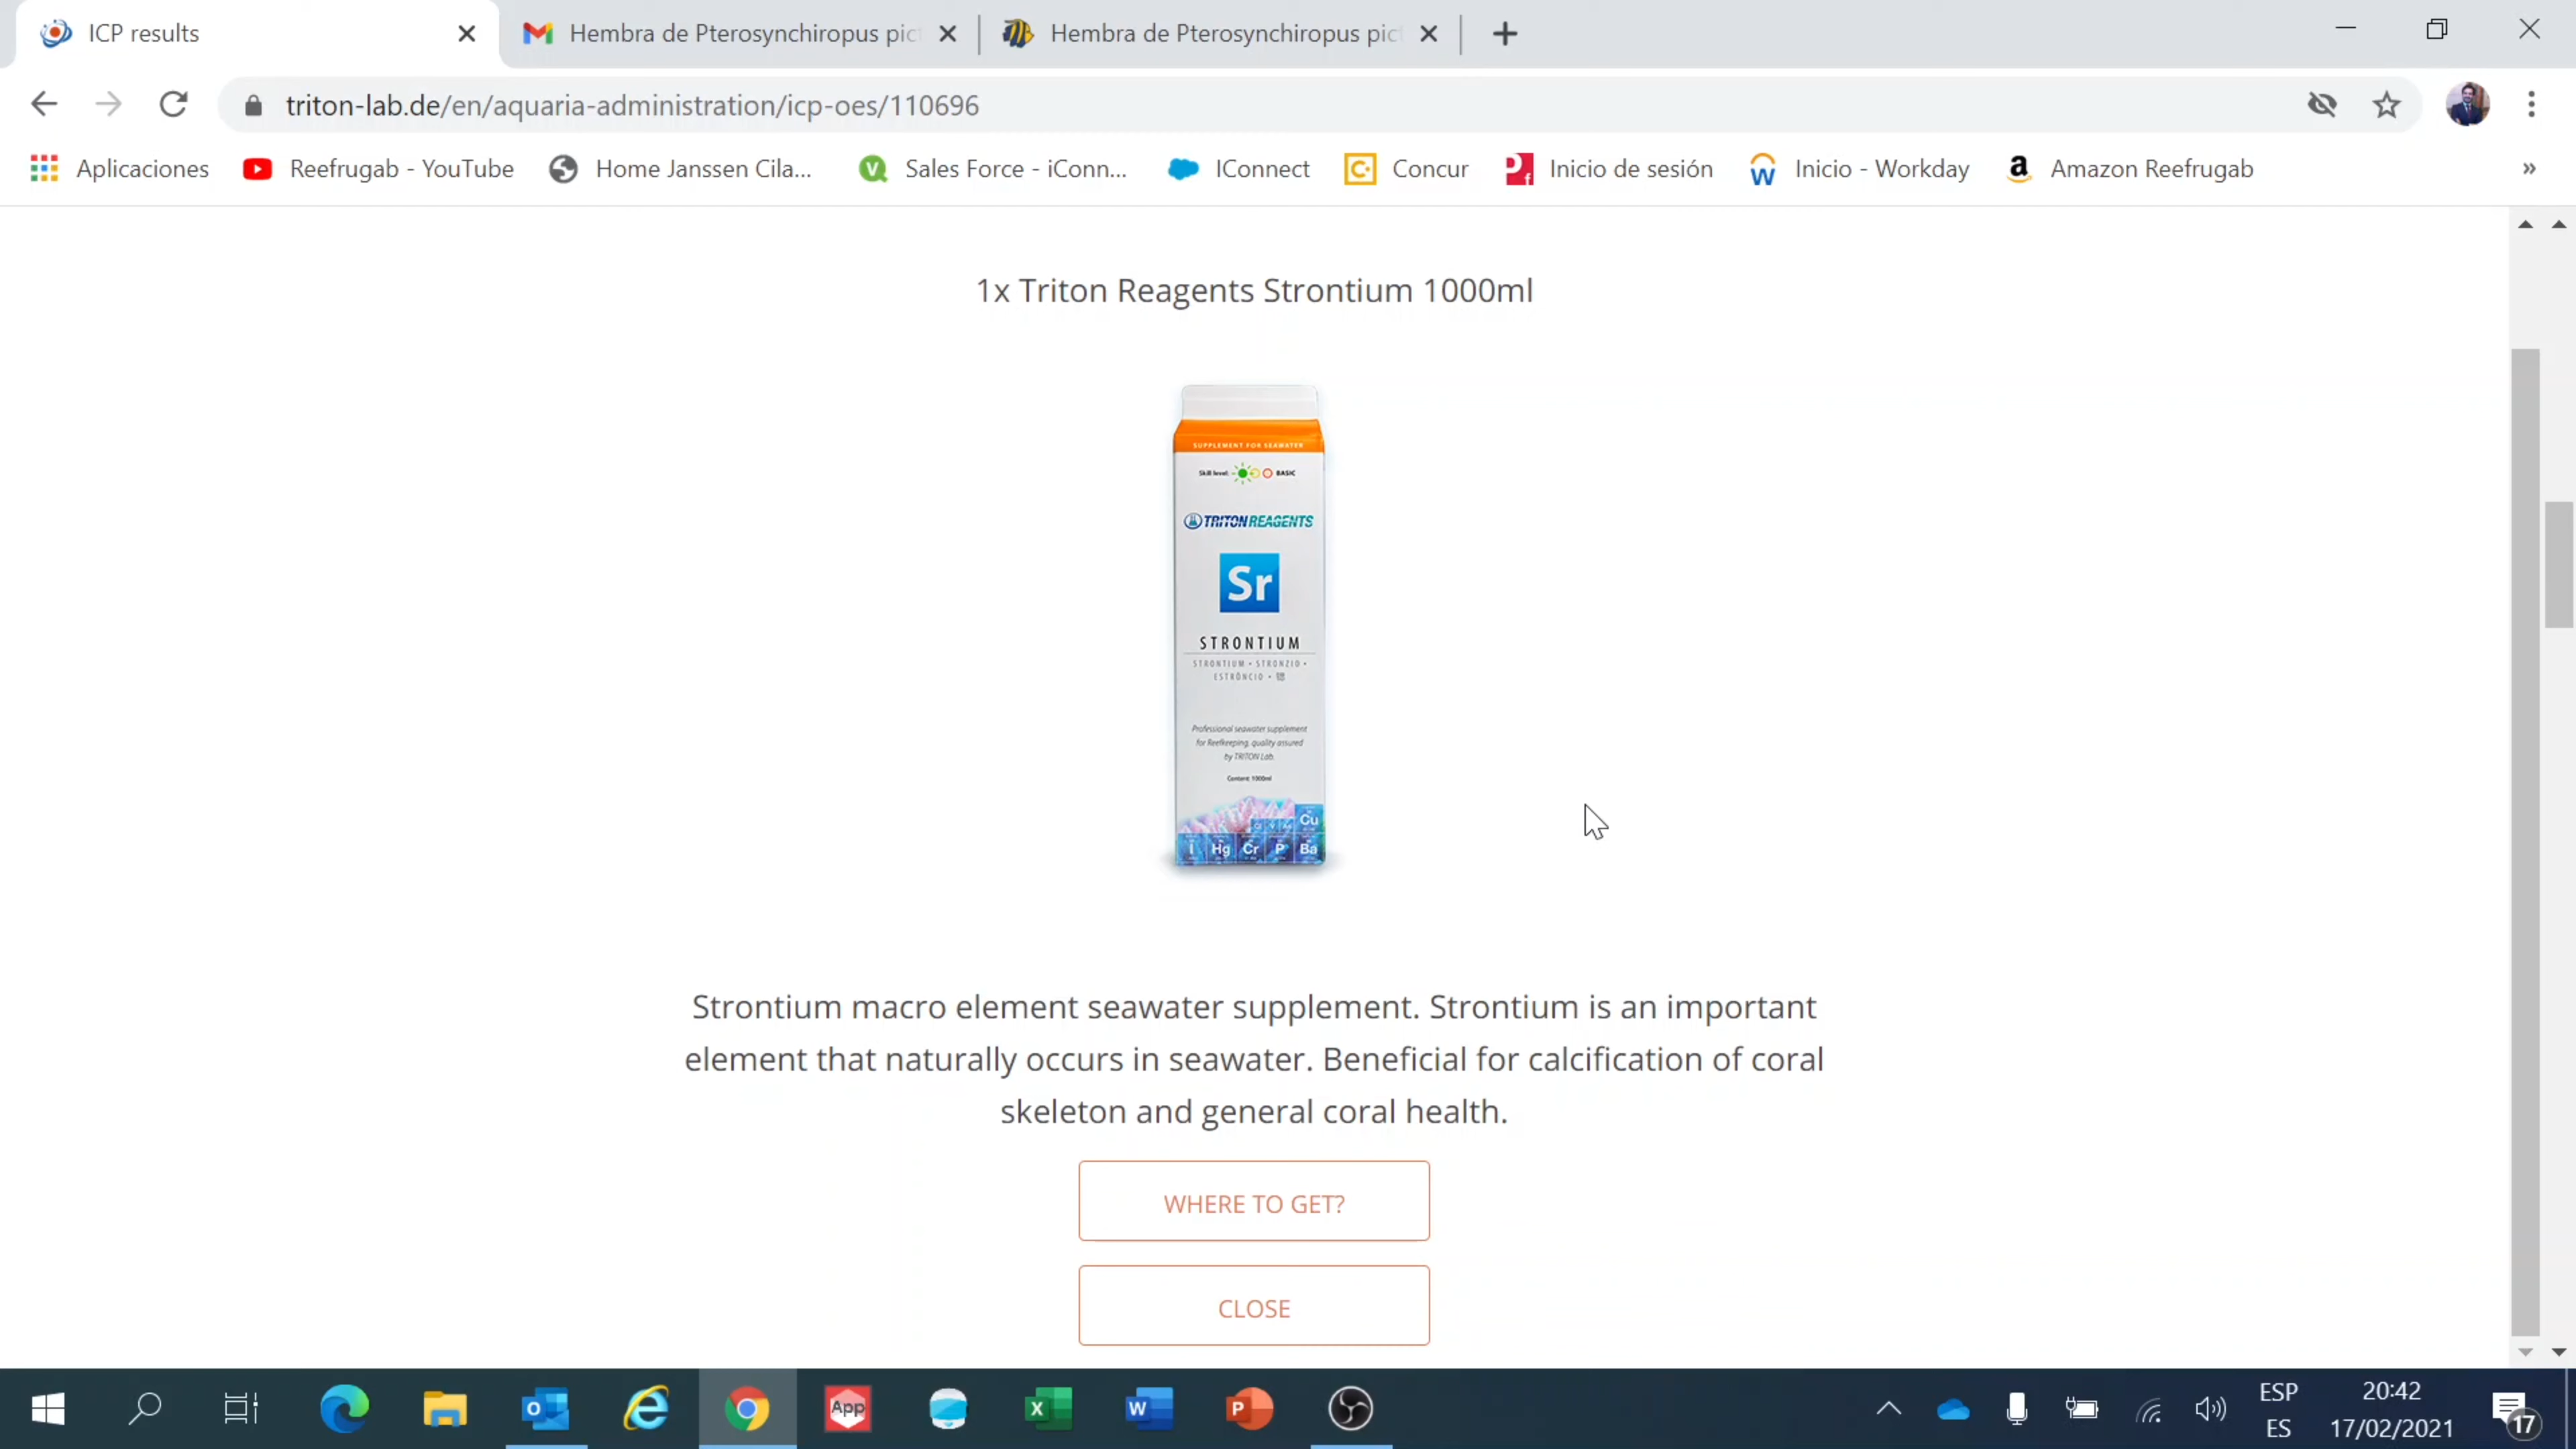 ICP results
Hembra de Pterosynchiropus pic
Hembra de Pterosynchiropus pic
triton-lab.de/en/aquaria-administration/icp-oes/110696
Aplicaciones
Reefrugab - YouTube
Home Janssen Cila...
Sales Force - iConn...
IConnect
Concur
Inicio de sesión
Inicio - Workday
Amazon Reefrugab
»
1x Triton Reagents Strontium 1000ml
SUPPLEMENT FOR SEAWATER
Skill level: BASIC
TRITON REAGENTS
Sr
STRONTIUM
STRONTIUM • STRONZIO •
ESTRÔNCIO •
Professional seawater supplement
for Reefkeeping, quality assured
by TRITON Lab.
Content: 1000ml
Cu
I Hg Cr P Ba
Strontium macro element seawater supplement. Strontium is an important
element that naturally occurs in seawater. Beneficial for calcification of coral
skeleton and general coral health.
WHERE TO GET?
CLOSE
App
ESP
ES
20:42
17/02/2021
17